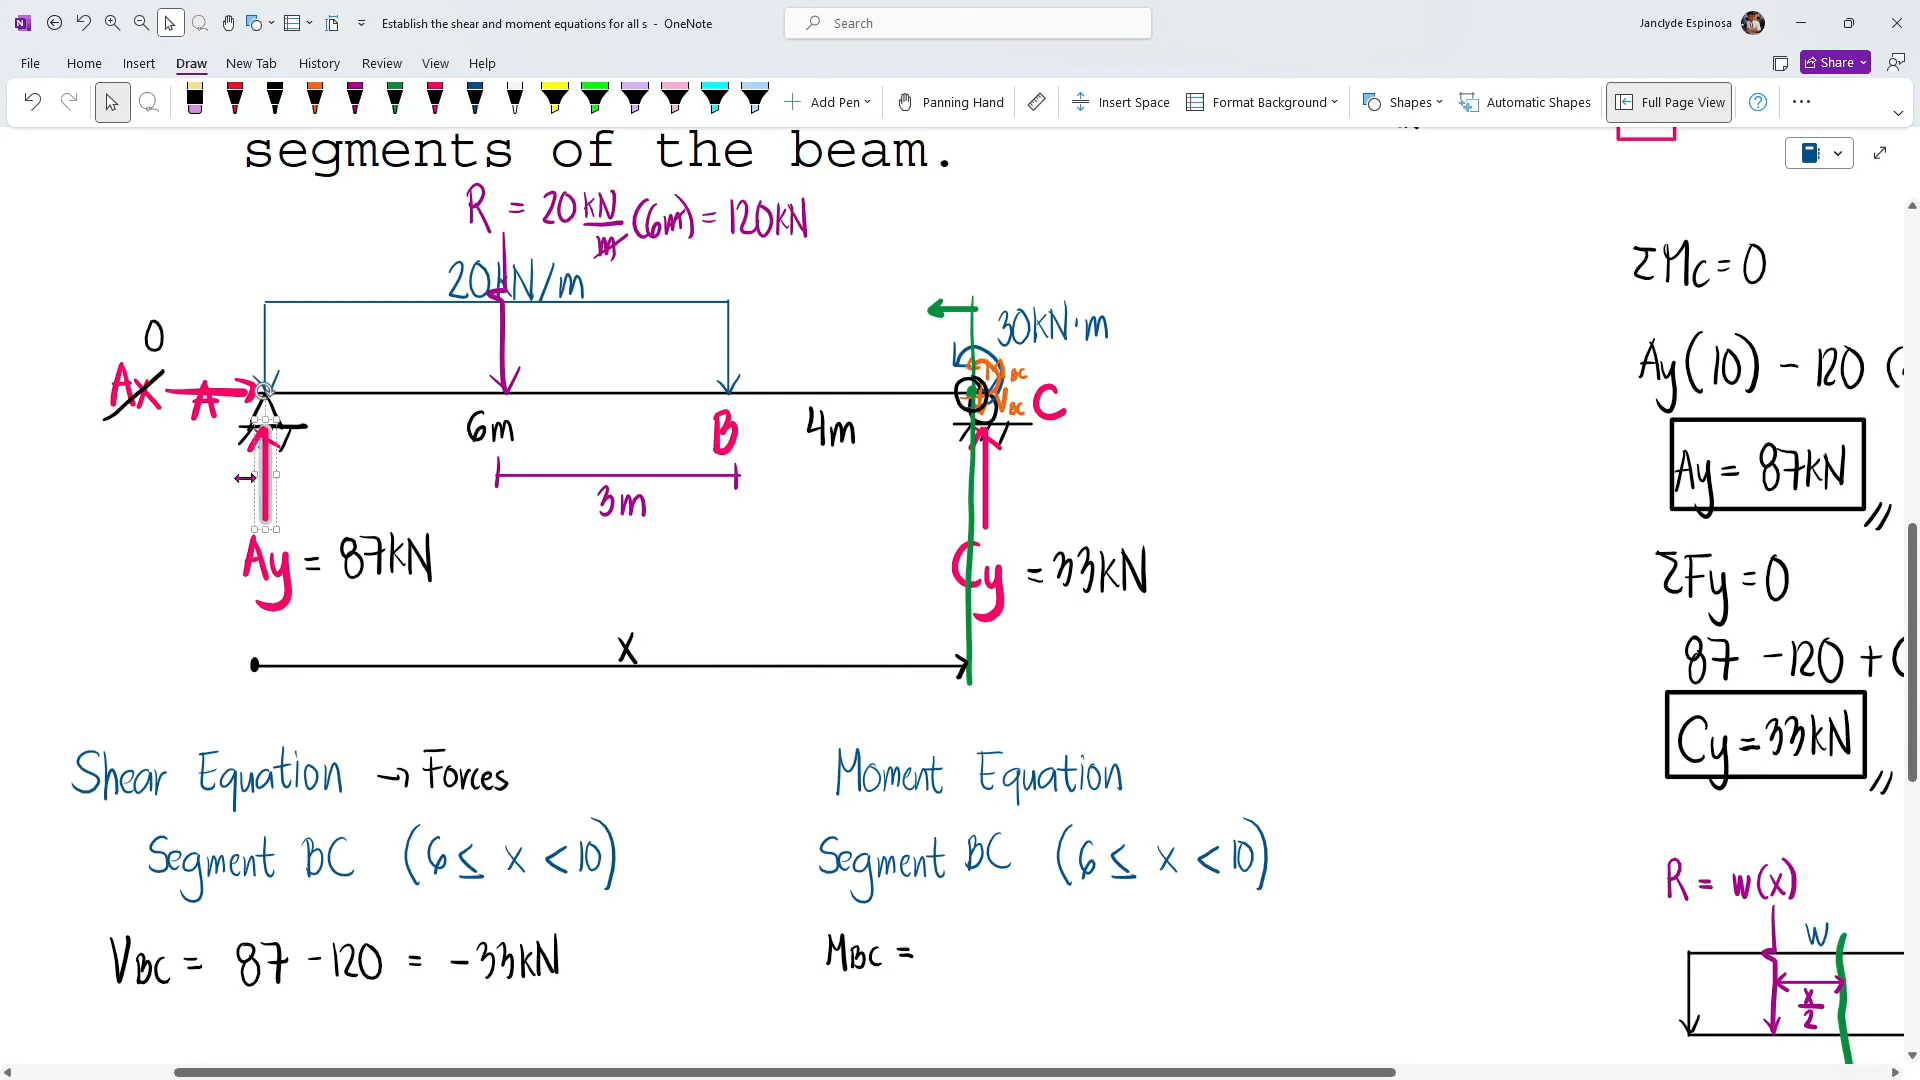 Establish the shear and moment equations for all s - OneNote
Search
Janclyde Espinosa
File Home Insert Draw New Tab History Review View Help
Share
Add Pen Panning Hand Insert Space Format Background Shapes Automatic Shapes Full Page View
segments of the beam.
R = 20 kN/m (6m) = 120kN
20kN/m
0
30kN·m
Ax A
NBC
VBC
C
6m B 4m
3m
Ay = 87kN
Cy = 33kN
x
Shear Equation → Forces
Segment BC (6 ≤ x < 10)
VBC = 87 - 120 = -33kN
Moment Equation
Segment BC (6 ≤ x < 10)
MBC =
ΣMc = 0
Ay(10) - 120 (
Ay = 87kN
ΣFy = 0
87 - 120 + C
Cy = 33kN
R = w(x)
w
x/2